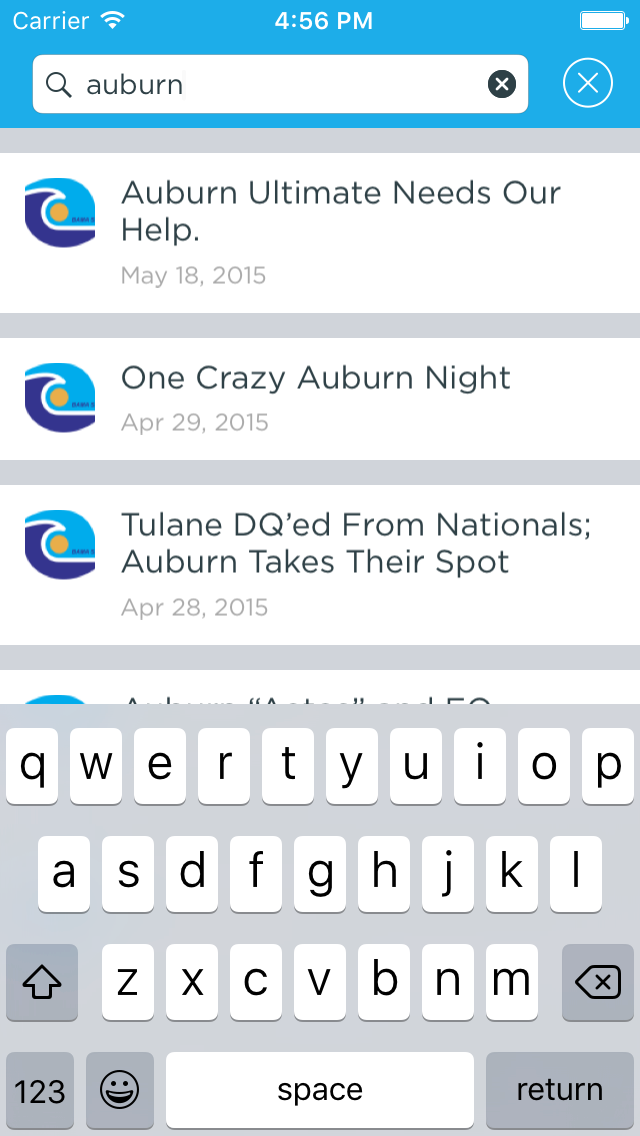 Carrier 4:56 PM
auburn
Auburn Ultimate Needs Our
Help.
May 18, 2015
One Crazy Auburn Night
Apr 29, 2015
Tulane DQ’ed From Nationals;
Auburn Takes Their Spot
Apr 28, 2015
q w e r t y u i o p
a s d f g h j k l
z x c v b n m
123 space return